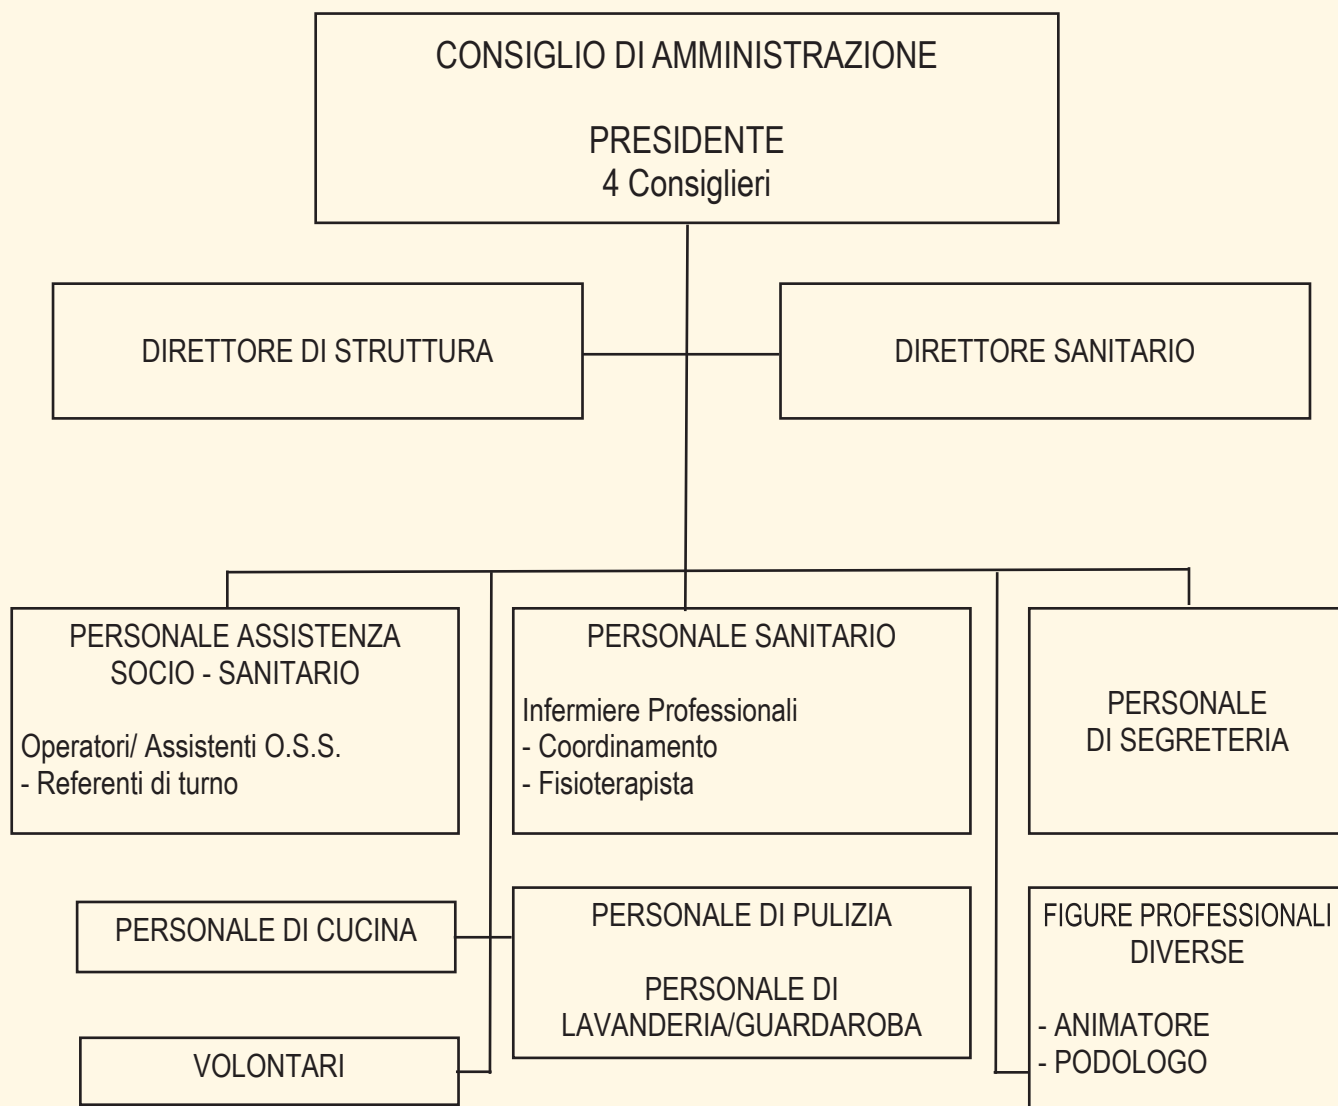 CONSIGLIO DI AMMINISTRAZIONE
PRESIDENTE
4 Consiglieri
DIRETTORE DI STRUTTURA
DIRETTORE SANITARIO
PERSONALE ASSISTENZA
SOCIO - SANITARIO
Operatori/ Assistenti O.S.S.
- Referenti di turno
PERSONALE SANITARIO
Infermiere Professionali
- Coordinamento
- Fisioterapista
PERSONALE
DI SEGRETERIA
PERSONALE DI CUCINA
PERSONALE DI PULIZIA
PERSONALE DI
LAVANDERIA/GUARDAROBA
FIGURE PROFESSIONALI
DIVERSE
- ANIMATORE
- PODOLOGO
VOLONTARI